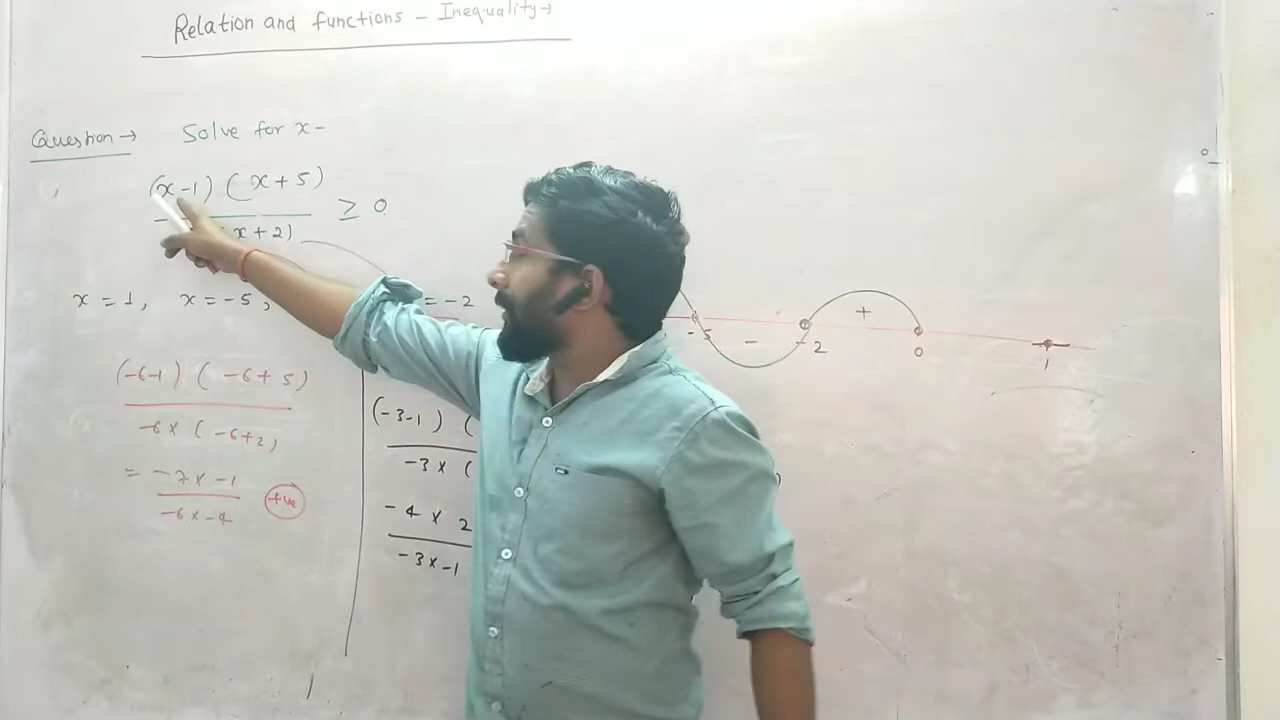 Relation and functions - Inequality →
Question → Solve for x -
(x-1) (x+5)
x+2) ≥ 0
x = 1, x = -5, = -2
(-6-1) (-6+5)
-6 x (-6+2)
= -7 x -1
-6 x -4
+ve
(-3-1) (
-3 x (
-4 x 2
-3 x -1
-5 - -2 + 0 1